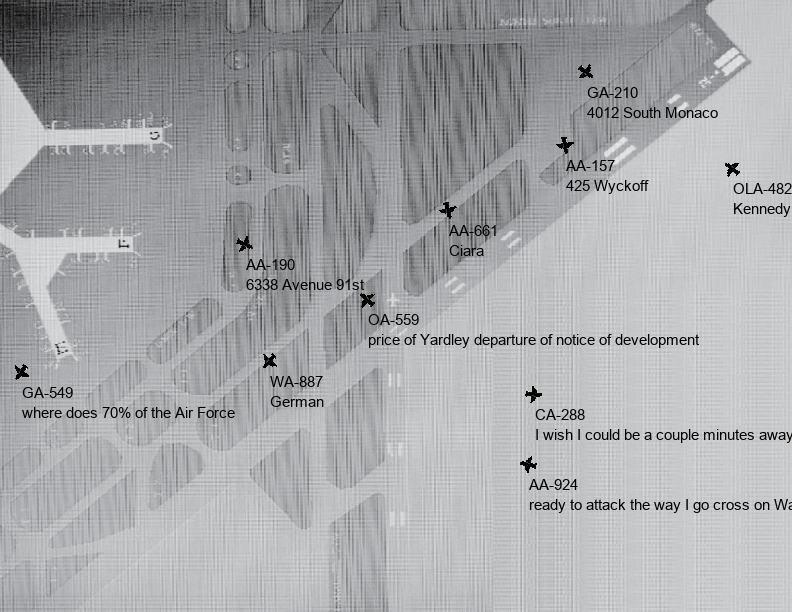 GA-210
4012 South Monaco
AA-157
425 Wyckoff
OLA-482
Kennedy
AA-661
Ciara
AA-190
6338 Avenue 91st
OA-559
price of Yardley departure of notice of development
GA-549
where does 70% of the Air Force
WA-887
German
CA-288
I wish I could be a couple minutes away
AA-924
ready to attack the way I go cross on Wa